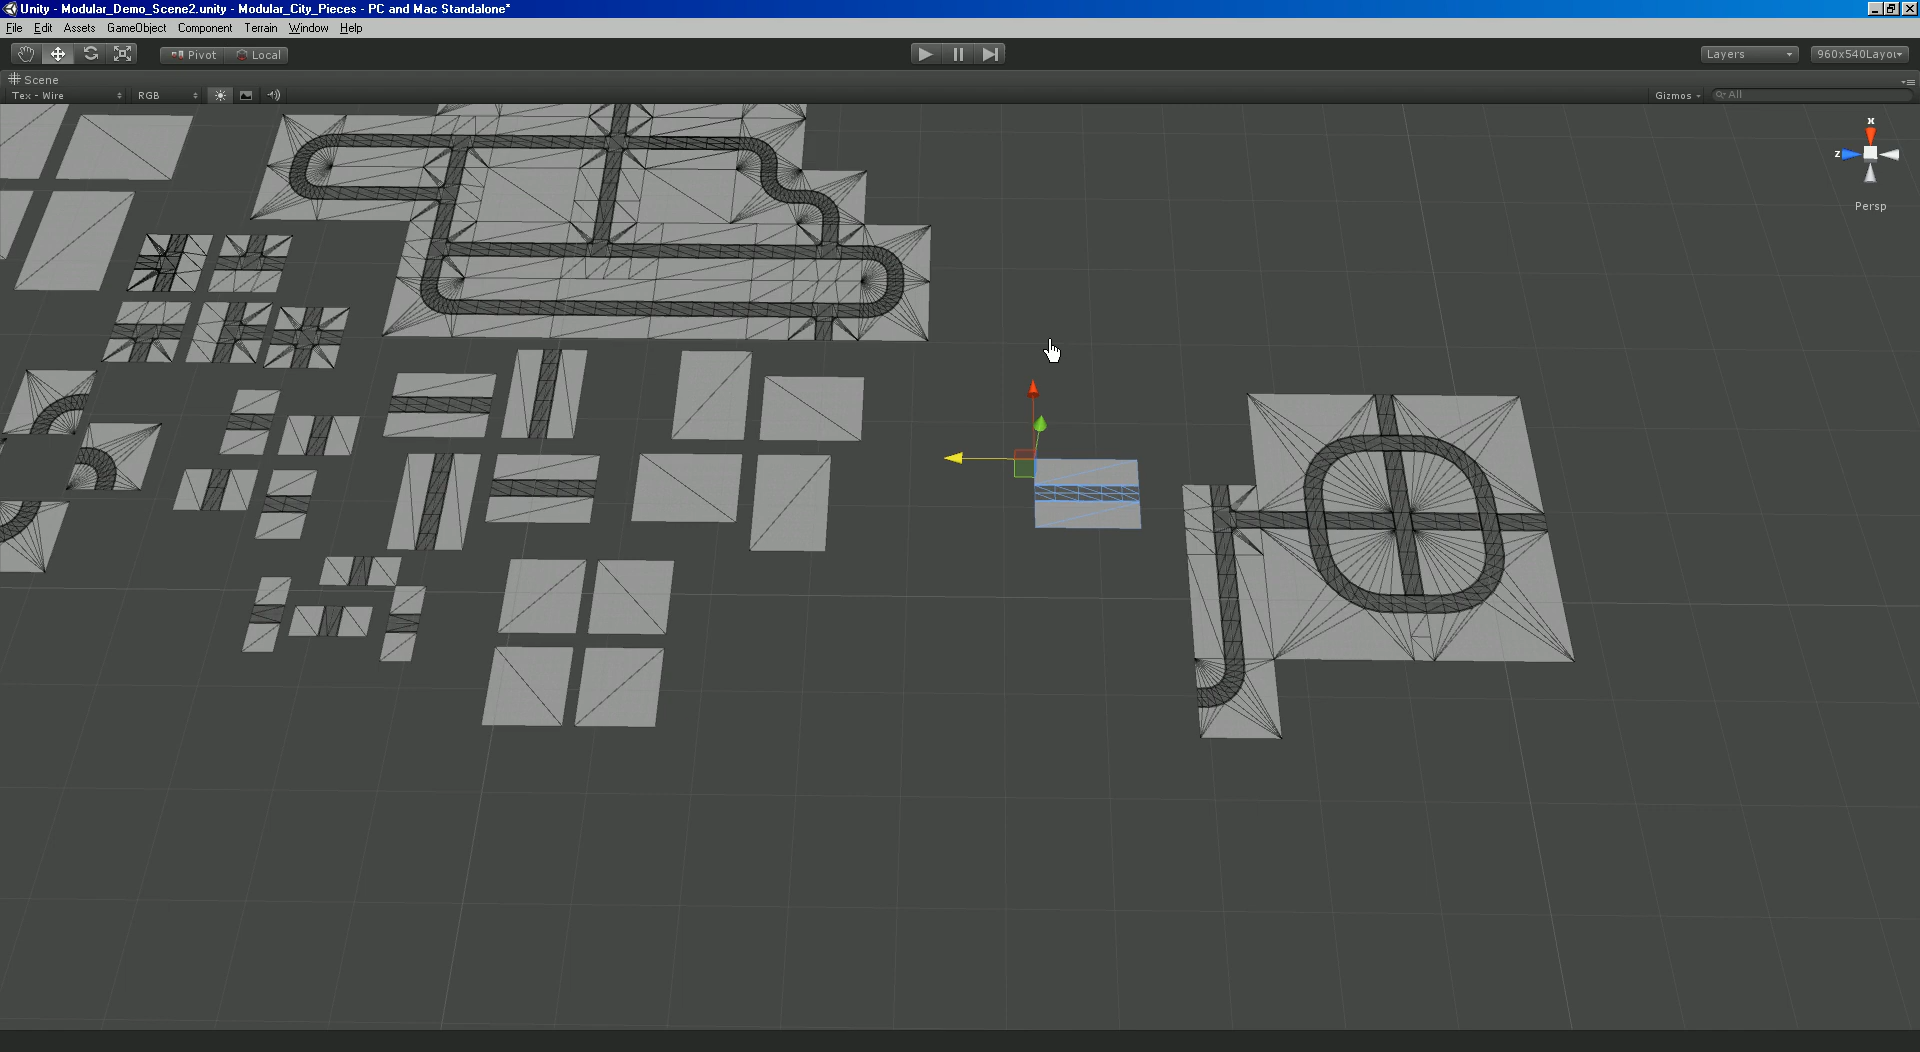 Unity - Modular_Demo_Scene2.unity - Modular_City_Pieces - PC and Mac Standalone*
File Edit Assets GameObject Component Terrain Window Help
Pivot Local Layers 960x540Layou
Scene
Tex - Wire RGB Gizmos All
x
z
Persp